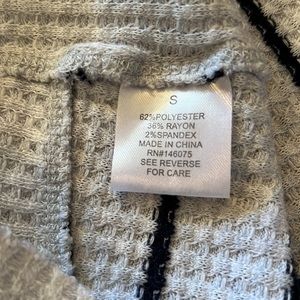 S
62%POLYESTER
36% RAYON
2%SPANDEX
MADE IN CHINA
RN#146075
SEE REVERSE
FOR CARE